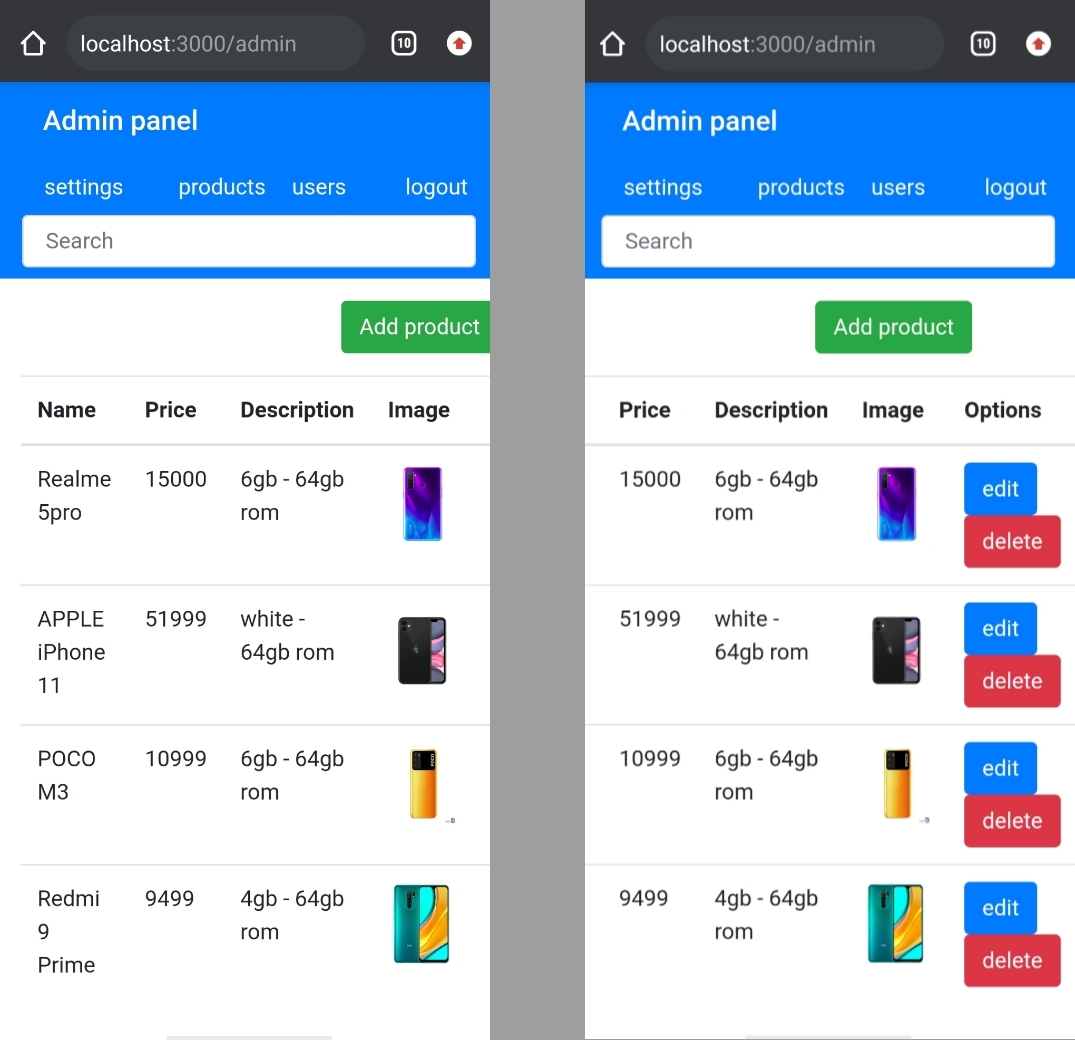 localhost:3000/admin 10
Admin panel
settings products users logout
Search
Add product
Name Price Description Image
Realme 15000 6gb - 64gb
5pro rom
APPLE 51999 white -
iPhone 64gb rom
11
POCO 10999 6gb - 64gb
M3 rom
POCO
Redmi 9499 4gb - 64gb
9 rom
Prime
localhost:3000/admin 10
Admin panel
settings products users logout
Search
Add product
Price Description Image Options
15000 6gb - 64gb edit
rom delete
51999 white - edit
64gb rom delete
10999 6gb - 64gb edit
rom delete
POCO
9499 4gb - 64gb edit
rom delete